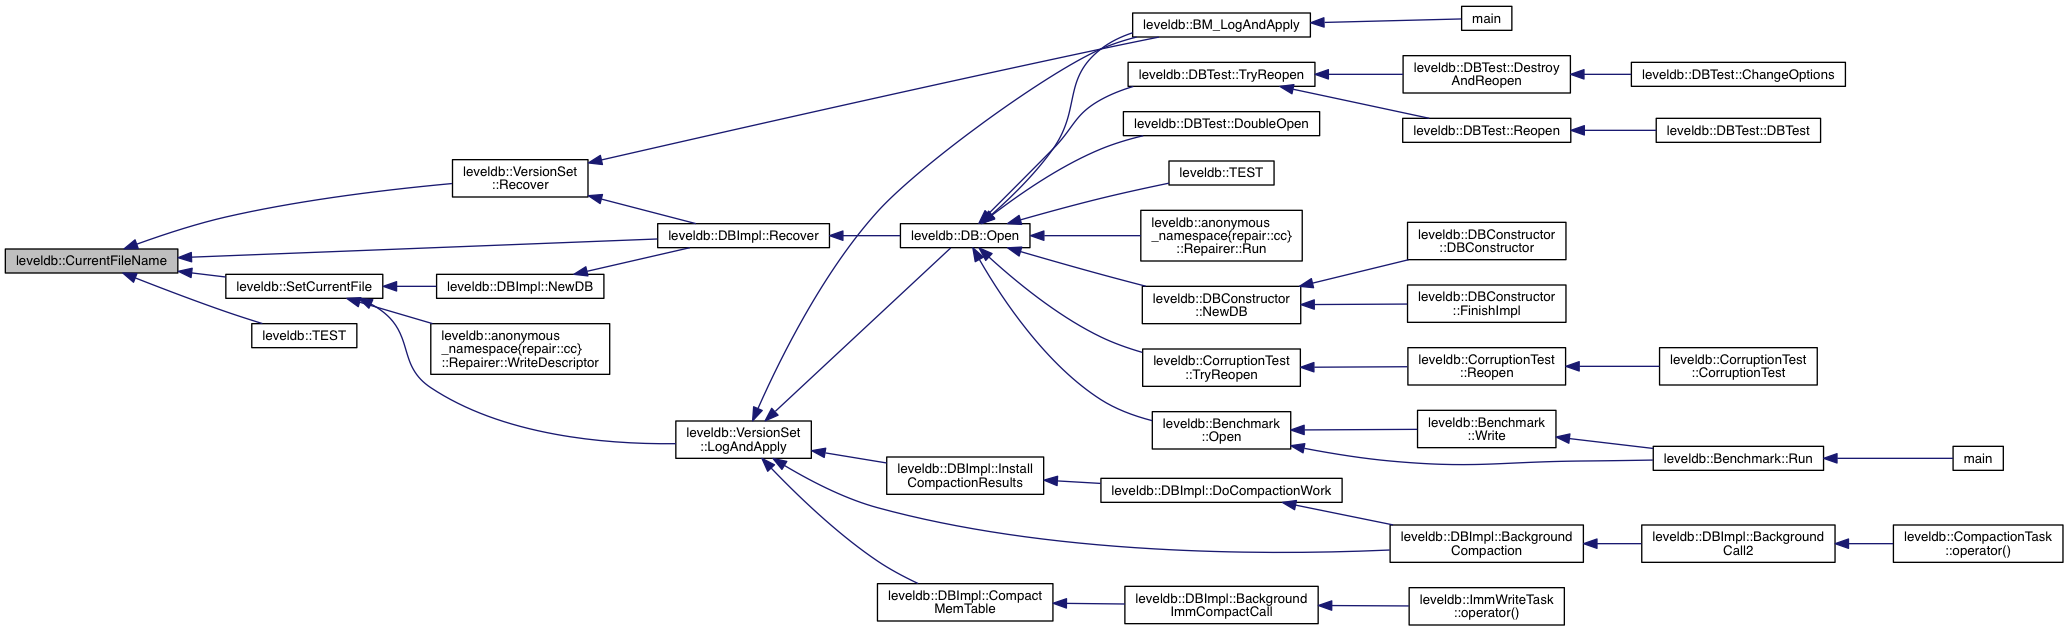 leveldb::CurrentFileName
leveldb::VersionSet
::Recover
leveldb::DBImpl::Recover
leveldb::SetCurrentFile
leveldb::DBImpl::NewDB
leveldb::TEST
leveldb::anonymous
_namespace{repair::cc}
::Repairer::WriteDescriptor
leveldb::VersionSet
::LogAndApply
leveldb::DB::Open
leveldb::BM_LogAndApply
main
leveldb::DBTest::TryReopen
leveldb::DBTest::Destroy
AndReopen
leveldb::DBTest::ChangeOptions
leveldb::DBTest::DoubleOpen
leveldb::DBTest::Reopen
leveldb::DBTest::DBTest
leveldb::TEST
leveldb::anonymous
_namespace{repair::cc}
::Repairer::Run
leveldb::DBConstructor
::NewDB
leveldb::DBConstructor
::DBConstructor
leveldb::DBConstructor
::FinishImpl
leveldb::CorruptionTest
::TryReopen
leveldb::CorruptionTest
::Reopen
leveldb::CorruptionTest
::CorruptionTest
leveldb::Benchmark
::Open
leveldb::Benchmark
::Write
leveldb::Benchmark::Run
main
leveldb::DBImpl::Install
CompactionResults
leveldb::DBImpl::DoCompactionWork
leveldb::DBImpl::Background
Compaction
leveldb::DBImpl::Background
Call2
leveldb::CompactionTask
::operator()
leveldb::DBImpl::Compact
MemTable
leveldb::DBImpl::Background
ImmCompactCall
leveldb::ImmWriteTask
::operator()